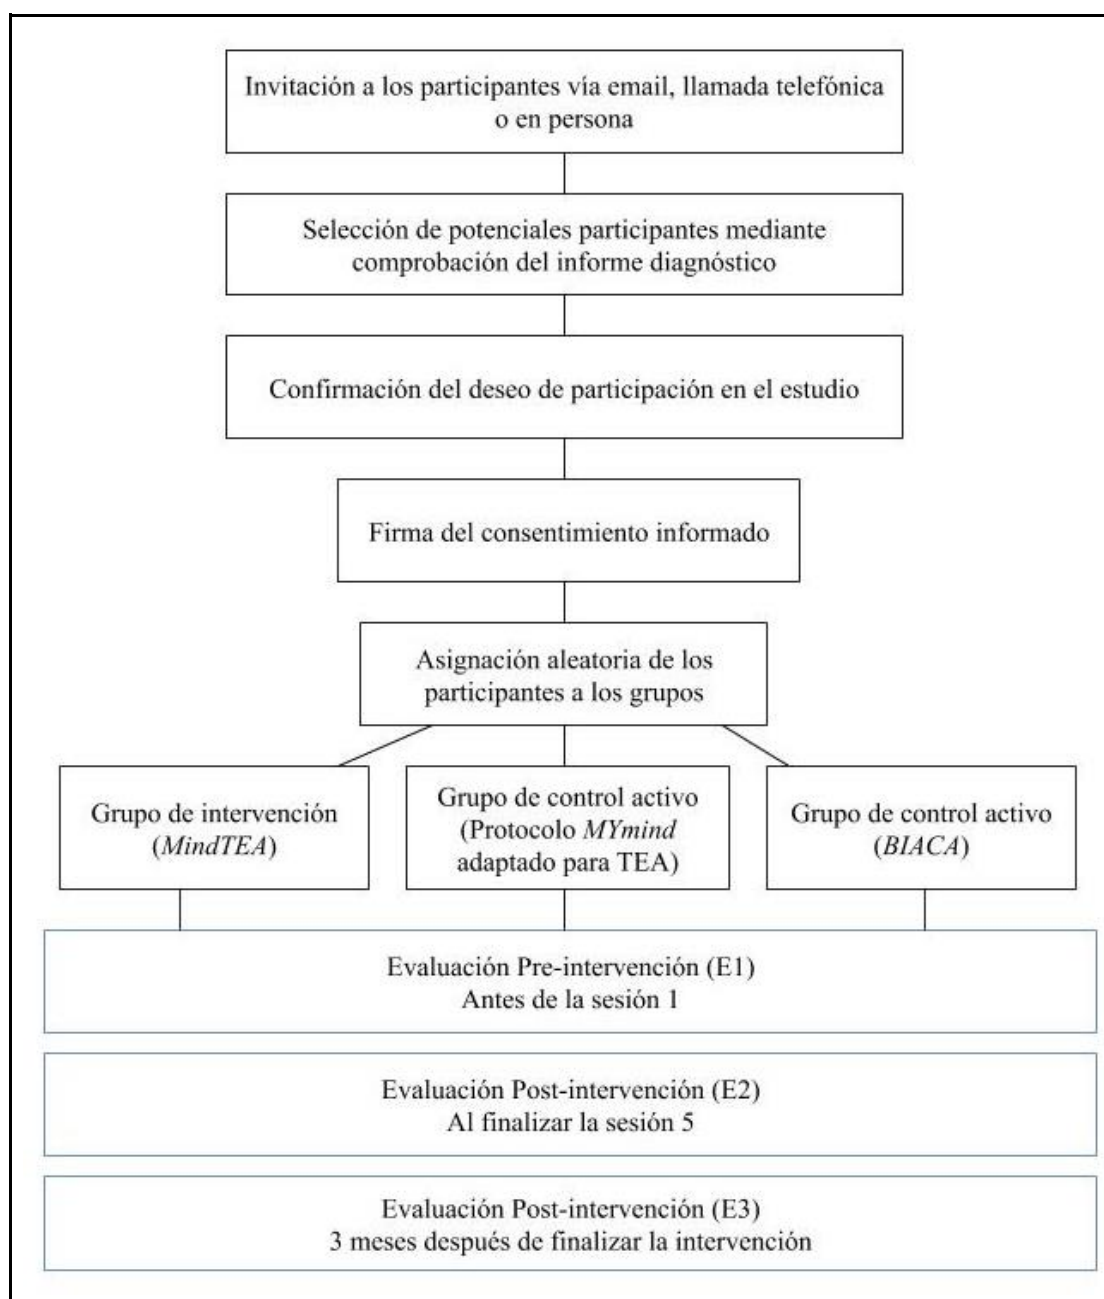 Invitación a los participantes vía email, llamada telefónica
o en persona
Selección de potenciales participantes mediante
comprobación del informe diagnóstico
Confirmación del deseo de participación en el estudio
Firma del consentimiento informado
Asignación aleatoria de los
participantes a los grupos
Grupo de intervención
(MindTEA)
Grupo de control activo
(Protocolo MYmind
adaptado para TEA)
Grupo de control activo
(BIACA)
Evaluación Pre-intervención (E1)
Antes de la sesión 1
Evaluación Post-intervención (E2)
Al finalizar la sesión 5
Evaluación Post-intervención (E3)
3 meses después de finalizar la intervención